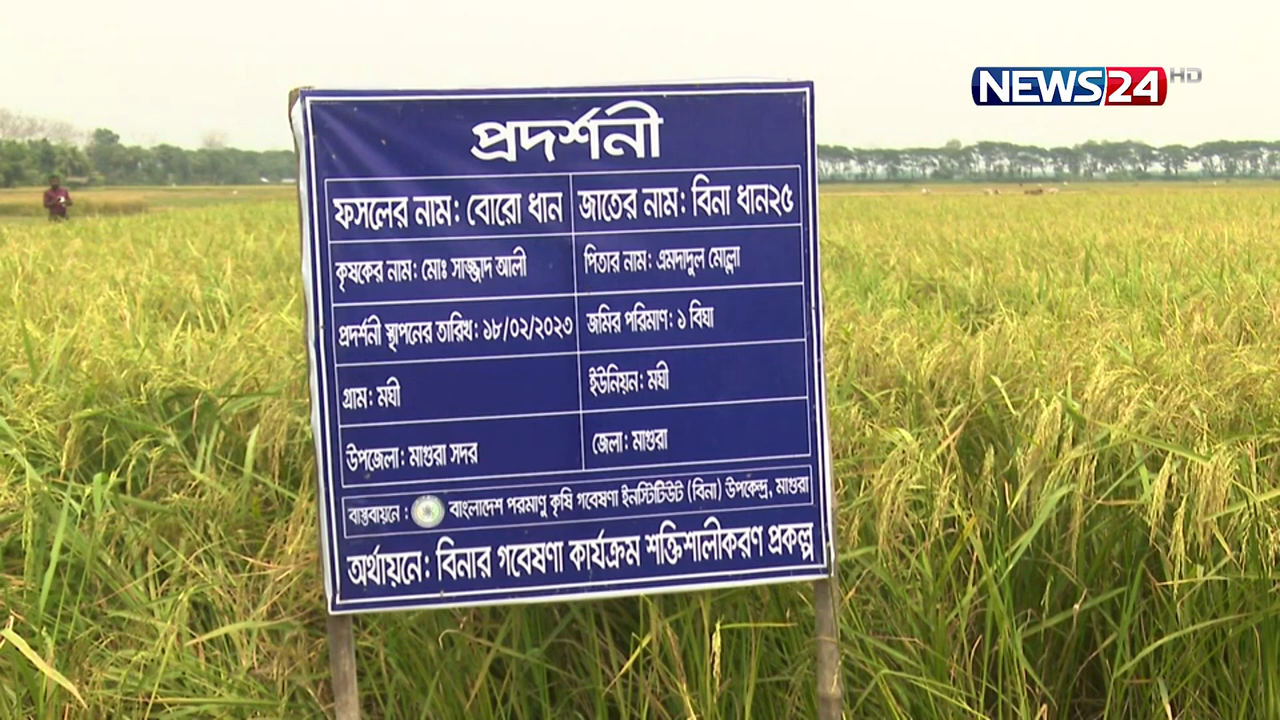 NEWS24 HD
প্রদর্শনী
ফসলের নাম: বোরো ধান জাতের নাম: বিনা ধান২৫
কৃষকের নাম: মোঃ সাজ্জাদ আলী পিতার নাম: এমদাদুল মোল্লা
প্রদর্শনী স্থাপনের তারিখ: ১৮/০২/২০২৩ জমির পরিমাণ: ১ বিঘা
গ্রাম: মঘী ইউনিয়ন: মঘী
উপজেলা: মাগুরা সদর জেলা: মাগুরা
বাস্তবায়নে : বাংলাদেশ পরমাণু কৃষি গবেষণা ইনস্টিটিউট (বিনা) উপকেন্দ্র, মাগুরা
অর্থায়নে: বিনার গবেষণা কার্যক্রম শক্তিশালীকরণ প্রকল্প